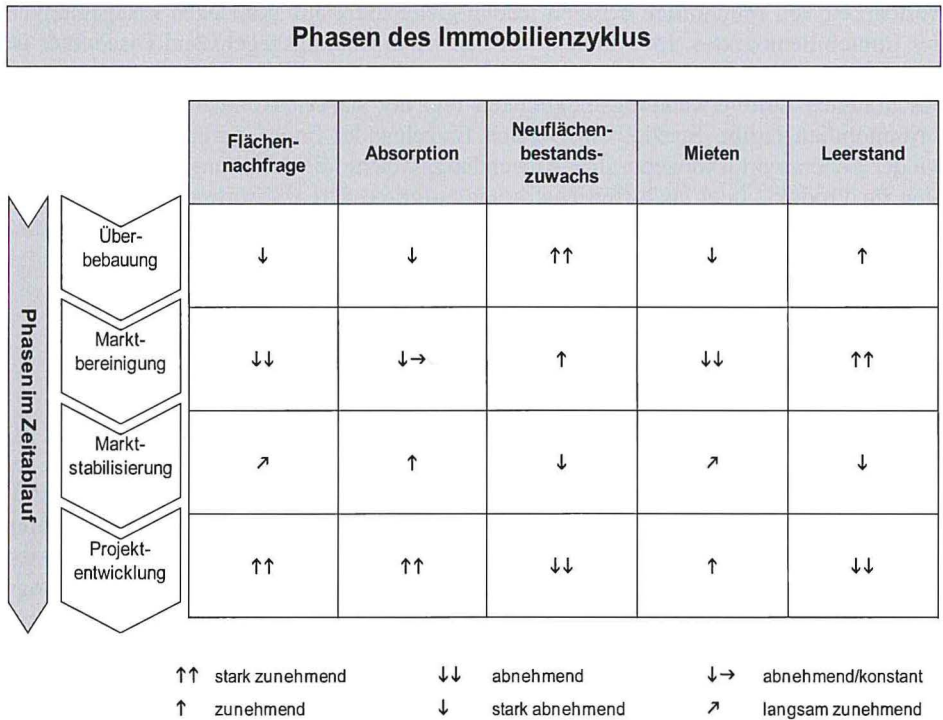 Phasen des Immobilienzyklus
Flächen-
nachfrage
Absorption
Neuflächen-
bestands-
zuwachs
Mieten
Leerstand
Phasen im Zeitablauf
Über-
bebauung
↓ ↓ ↑↑ ↓ ↑
Markt-
bereinigung
↓↓ ↓→ ↑ ↓↓ ↑↑
Markt-
stabilisierung
↗ ↑ ↓ ↗ ↓
Projekt-
entwicklung
↑↑ ↑↑ ↓↓ ↑ ↓↓
↑↑ stark zunehmend ↓↓ abnehmend ↓→ abnehmend/konstant
↑ zunehmend ↓ stark abnehmend ↗ langsam zunehmend